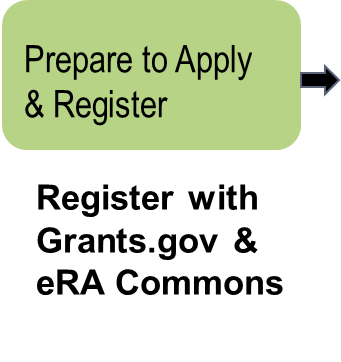 Prepare to Apply
& Register
Register with
Grants.gov &
eRA Commons